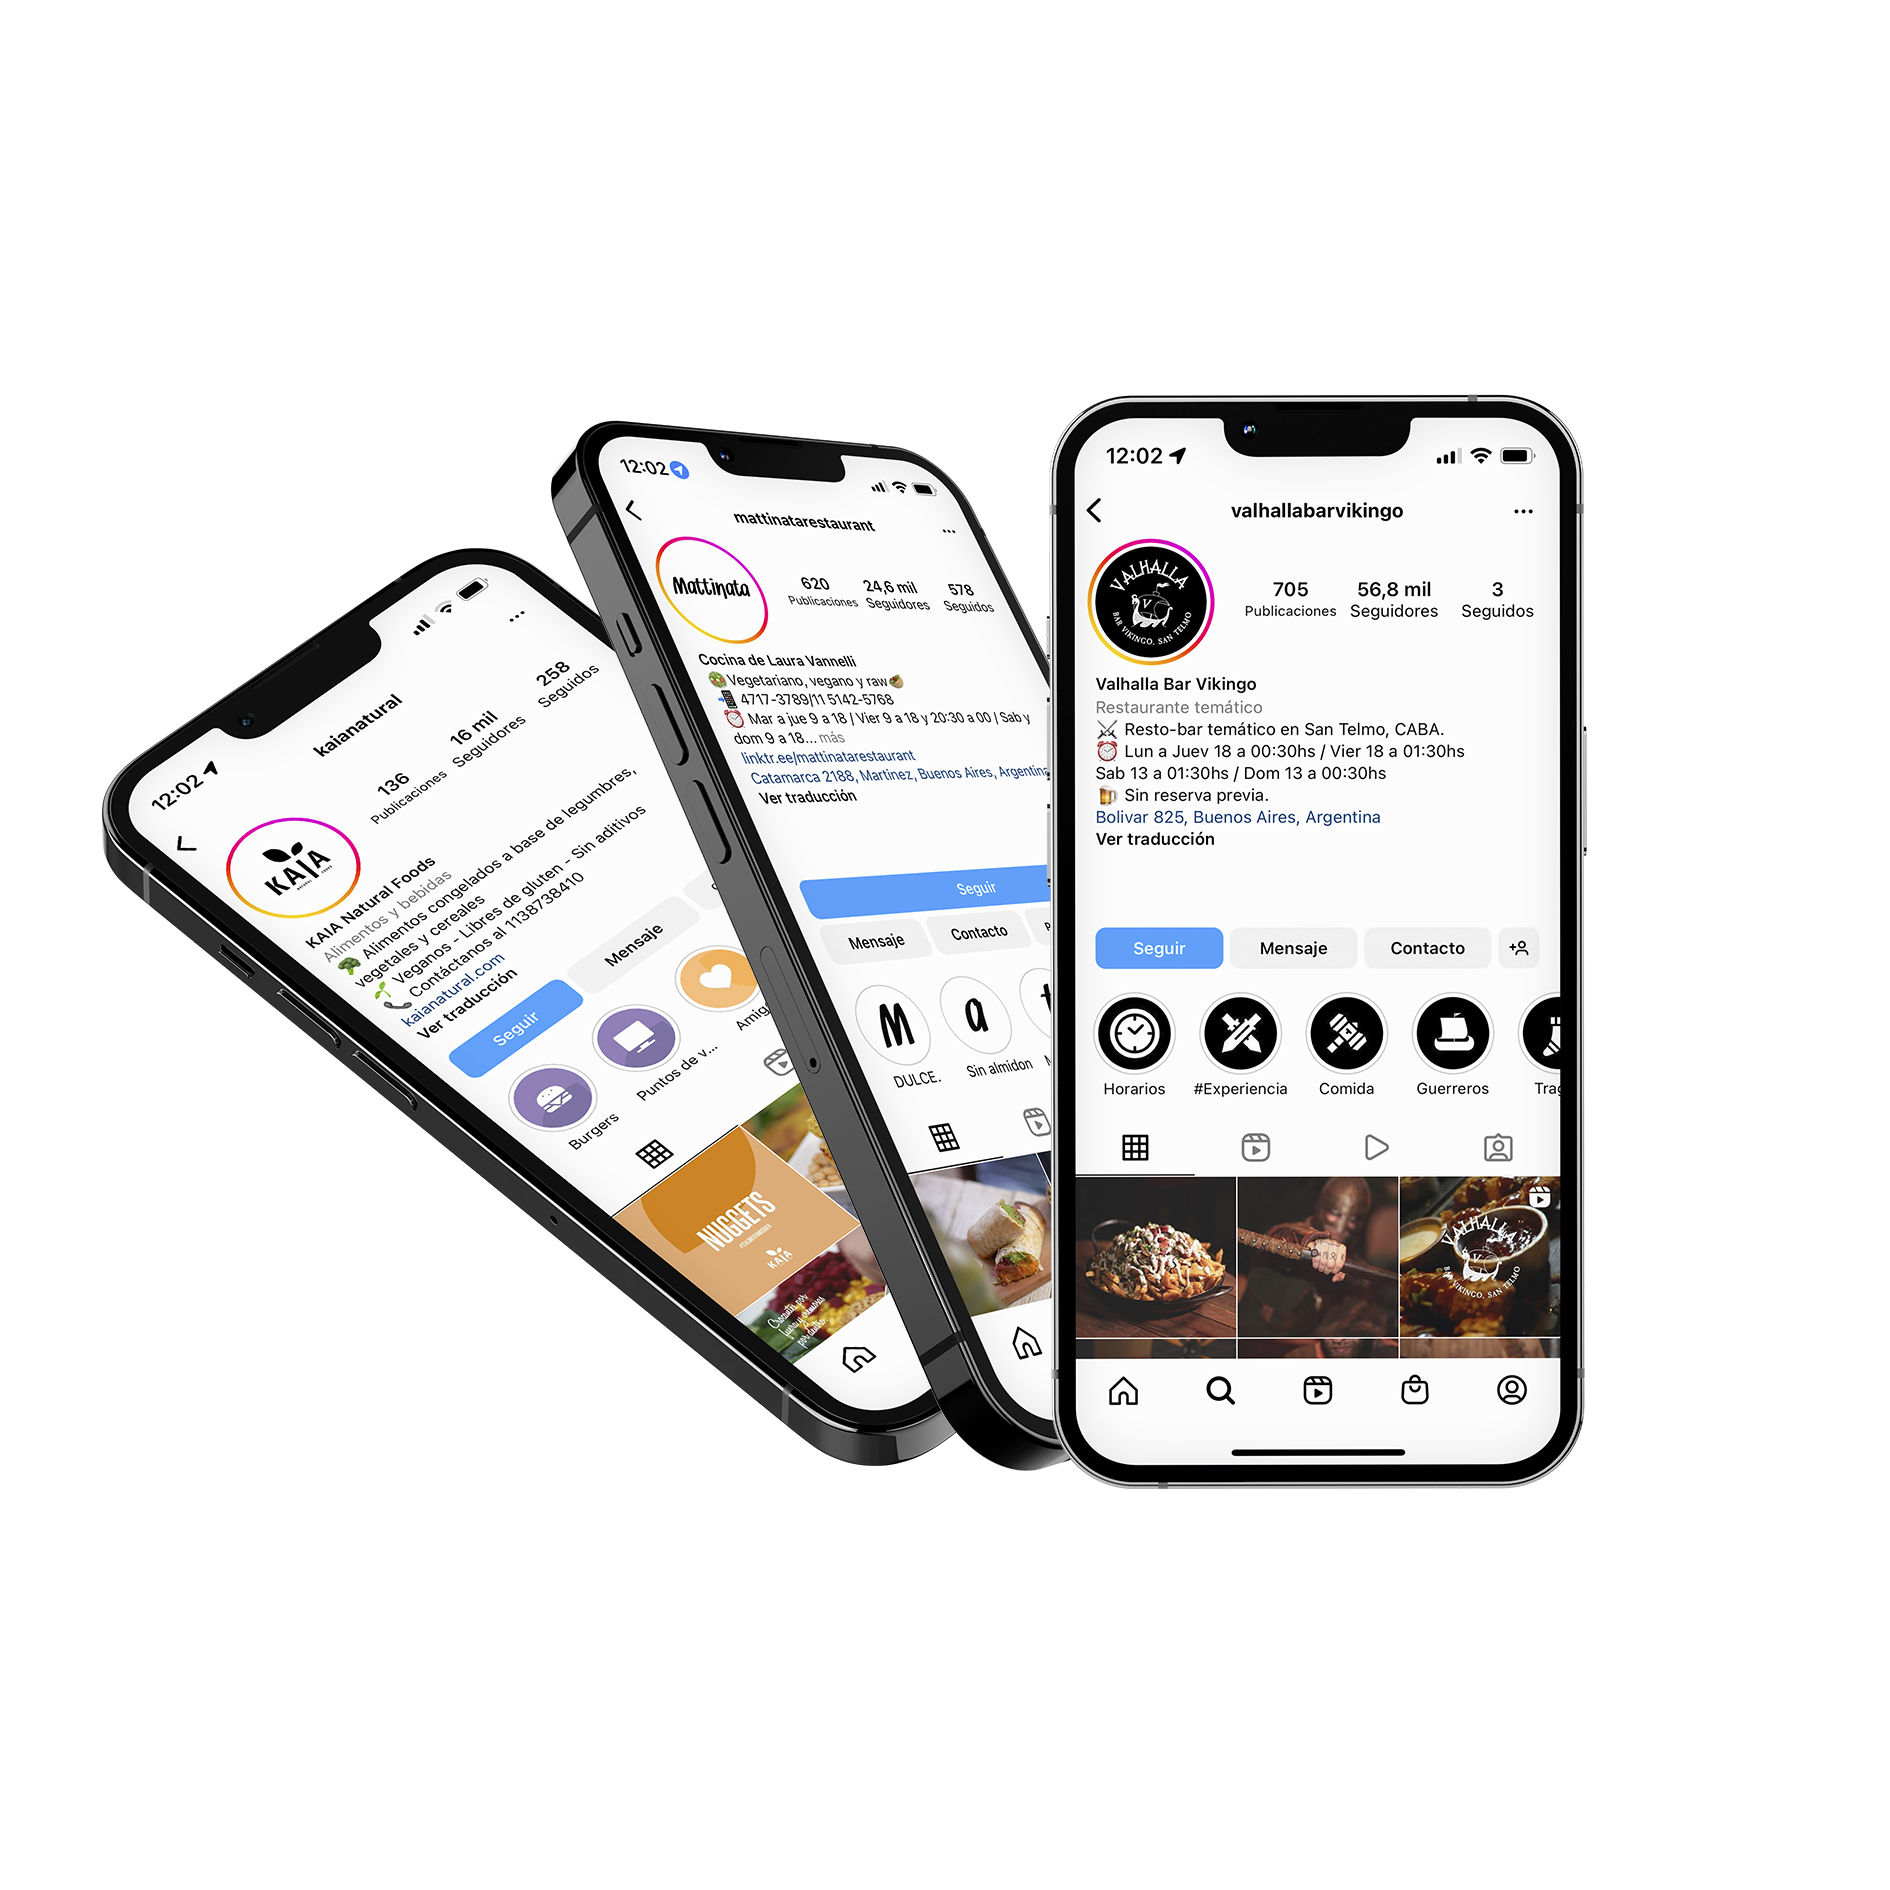 12:02
kaianatural
136
Publicaciones
16 mil
Seguidores
258
Seguidos
KAIA
KAIA Natural Foods
Alimentos y bebidas
🥦 Alimentos congelados a base de legumbres,
vegetales y cereales
🌱 Veganos - Libres de gluten - Sin aditivos
📞 Contáctanos al 1138738410
kaianatural.com
Ver traducción
Seguir
Mensaje
Burgers
Puntos de v...
Amig
NUGGETS
KAIA
Crocante por
fuera y cremoso
por dentro.
12:02
mattinatarestaurant
Mattinata
620
Publicaciones
24,6 mil
Seguidores
578
Seguidos
Cocina de Laura Vannelli
🥗Vegetariano, vegano y raw🥙
📲 4717-3789/11 5142-5768
⏰ Mar a jue 9 a 18 / Vier 9 a 18 y 20:30 a 00 / Sab y
dom 9 a 18... más
linktr.ee/mattinatarestaurant
Catamarca 2188, Martínez, Buenos Aires, Argentina
Ver traducción
Seguir
Mensaje
Contacto
M
a
t
DULCE.
Sin almidon
12:02
valhallabarvikingo
VALHALLA
V
BAR VIKINGO, SAN TELMO
705
Publicaciones
56,8 mil
Seguidores
3
Seguidos
Valhalla Bar Vikingo
Restaurante temático
⚔️ Resto-bar temático en San Telmo, CABA.
⏰ Lun a Juev 18 a 00:30hs / Vier 18 a 01:30hs
Sab 13 a 01:30hs / Dom 13 a 00:30hs
🍺 Sin reserva previa.
Bolivar 825, Buenos Aires, Argentina
Ver traducción
Seguir
Mensaje
Contacto
Horarios
#Experiencia
Comida
Guerreros
Trag
VALHALLA
BAR VIKINGO, SAN TELMO